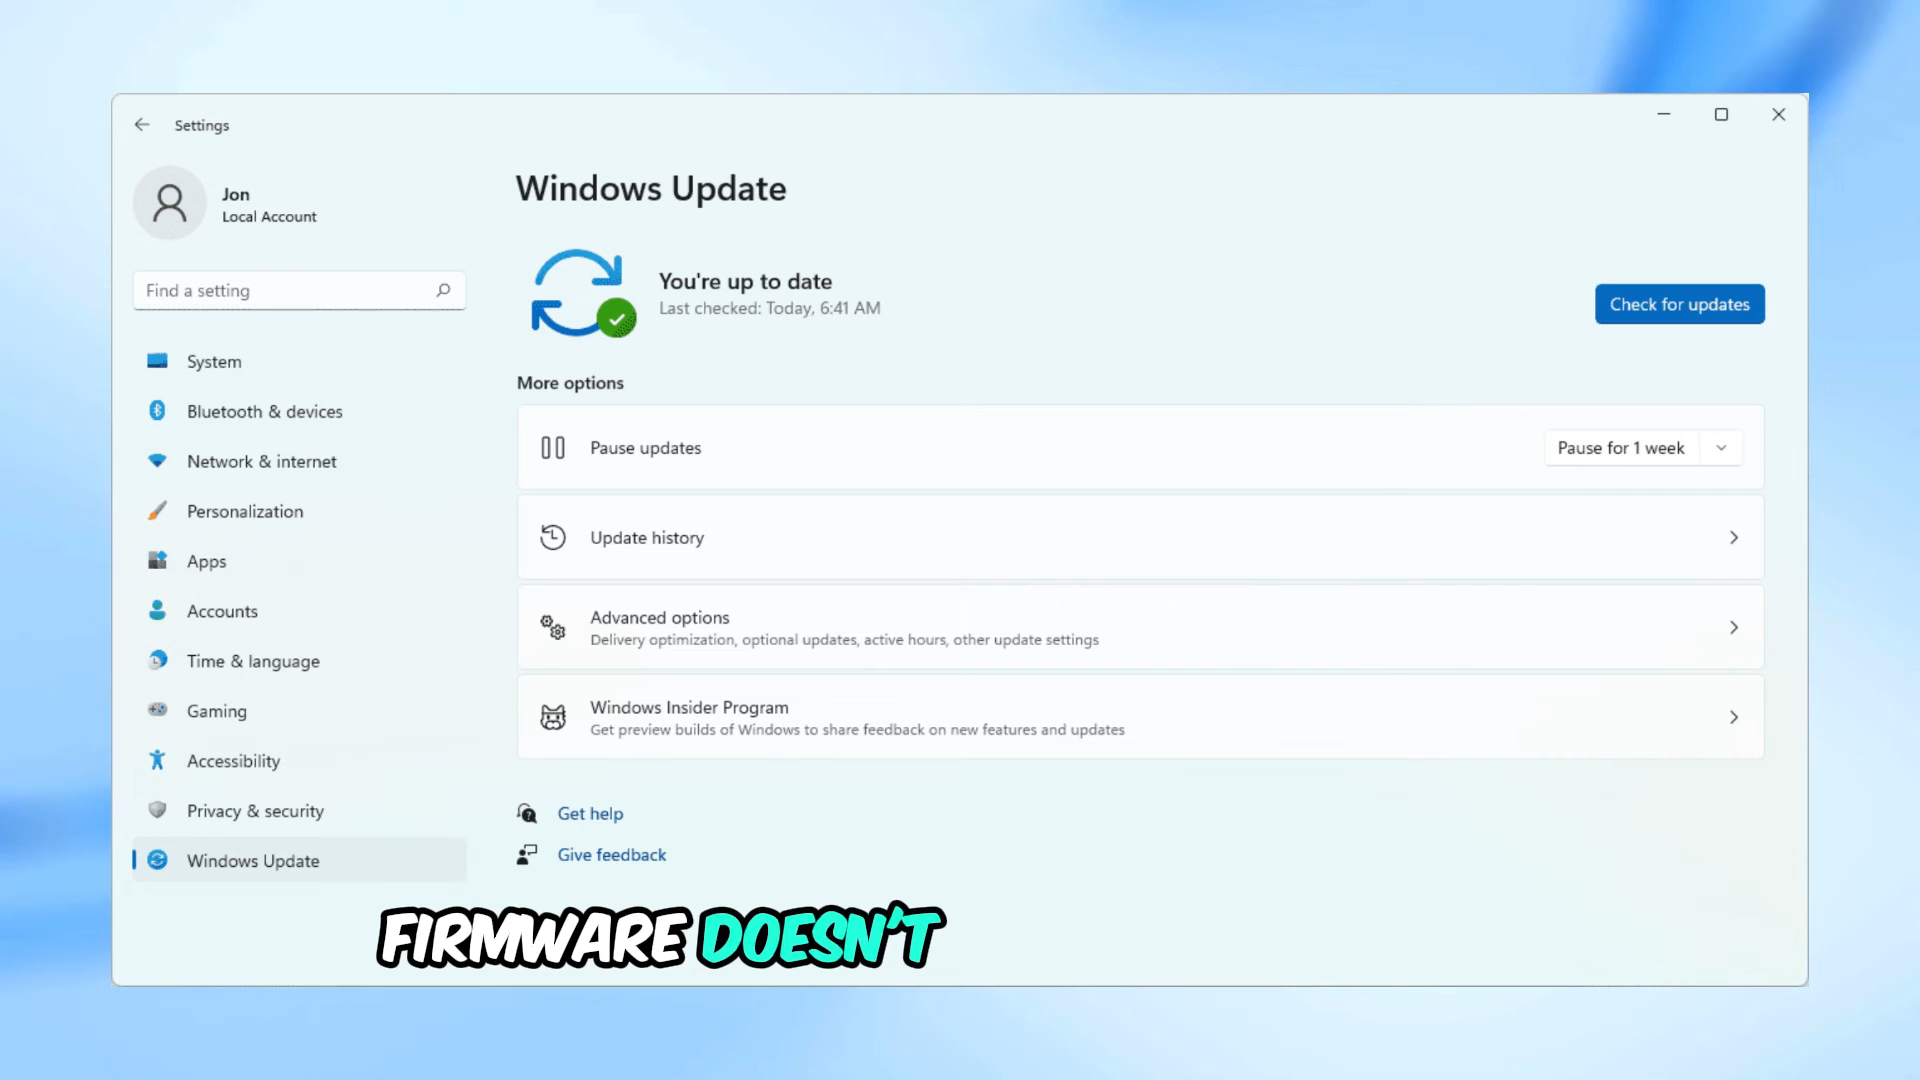 Settings
Jon
Local Account
Find a setting
System
Bluetooth & devices
Network & internet
Personalization
Apps
Accounts
Time & language
Gaming
Accessibility
Privacy & security
Windows Update
Windows Update
You're up to date
Last checked: Today, 6:41 AM
Check for updates
More options
Pause updates
Pause for 1 week
Update history
Advanced options
Delivery optimization, optional updates, active hours, other update settings
Windows Insider Program
Get preview builds of Windows to share feedback on new features and updates
Get help
Give feedback
FIRMWARE DOESN'T